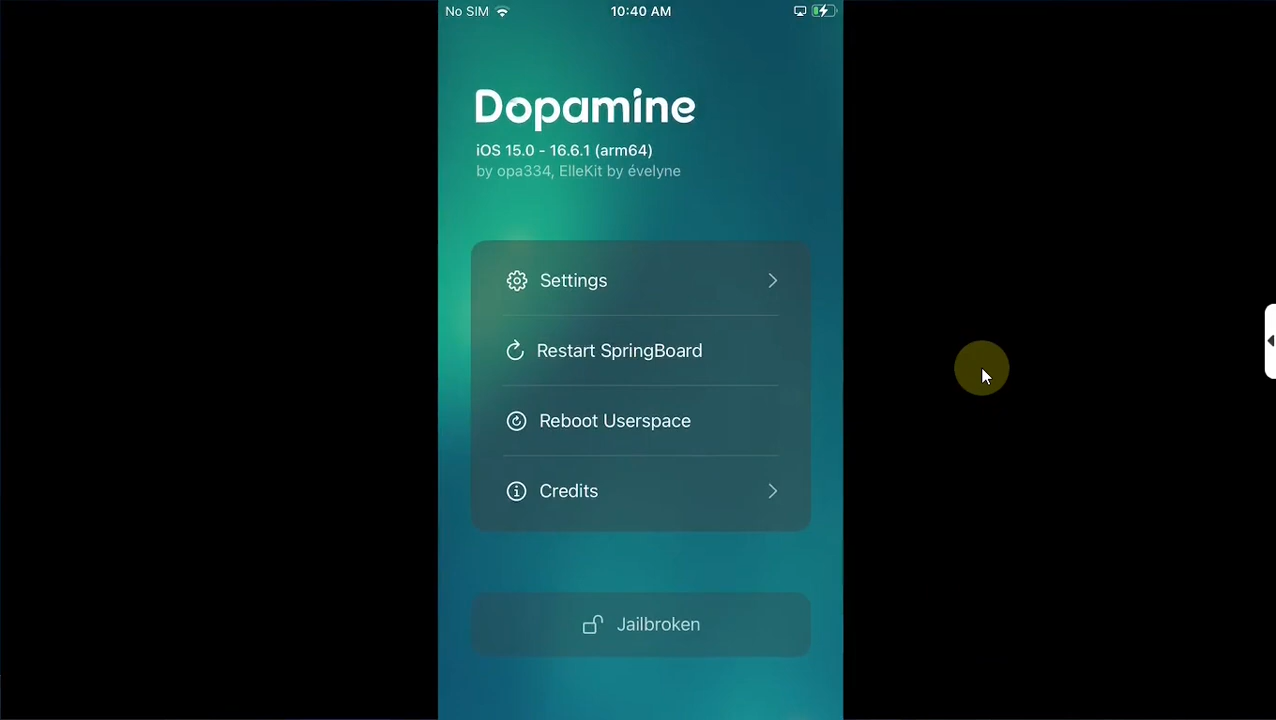 No SIM 10:40 AM
Dopamine
iOS 15.0 - 16.6.1 (arm64)
by opa334, ElleKit by évelyne
Settings
Restart SpringBoard
Reboot Userspace
Credits
Jailbroken